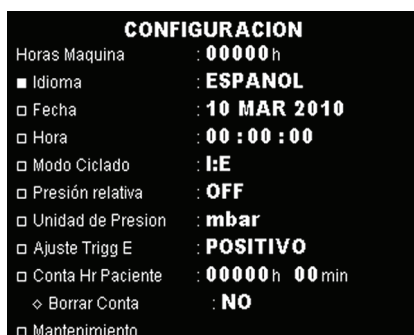 CONFIGURACION
Horas Maquina : 00000 h
Idioma : ESPANOL
Fecha : 10 MAR 2010
Hora : 00 : 00 : 00
Modo Ciclado : I:E
Presión relativa : OFF
Unidad de Presion : mbar
Ajuste Trigg E : POSITIVO
Conta Hr Paciente : 00000 h 00 min
Borrar Conta : NO
Mantenimiento